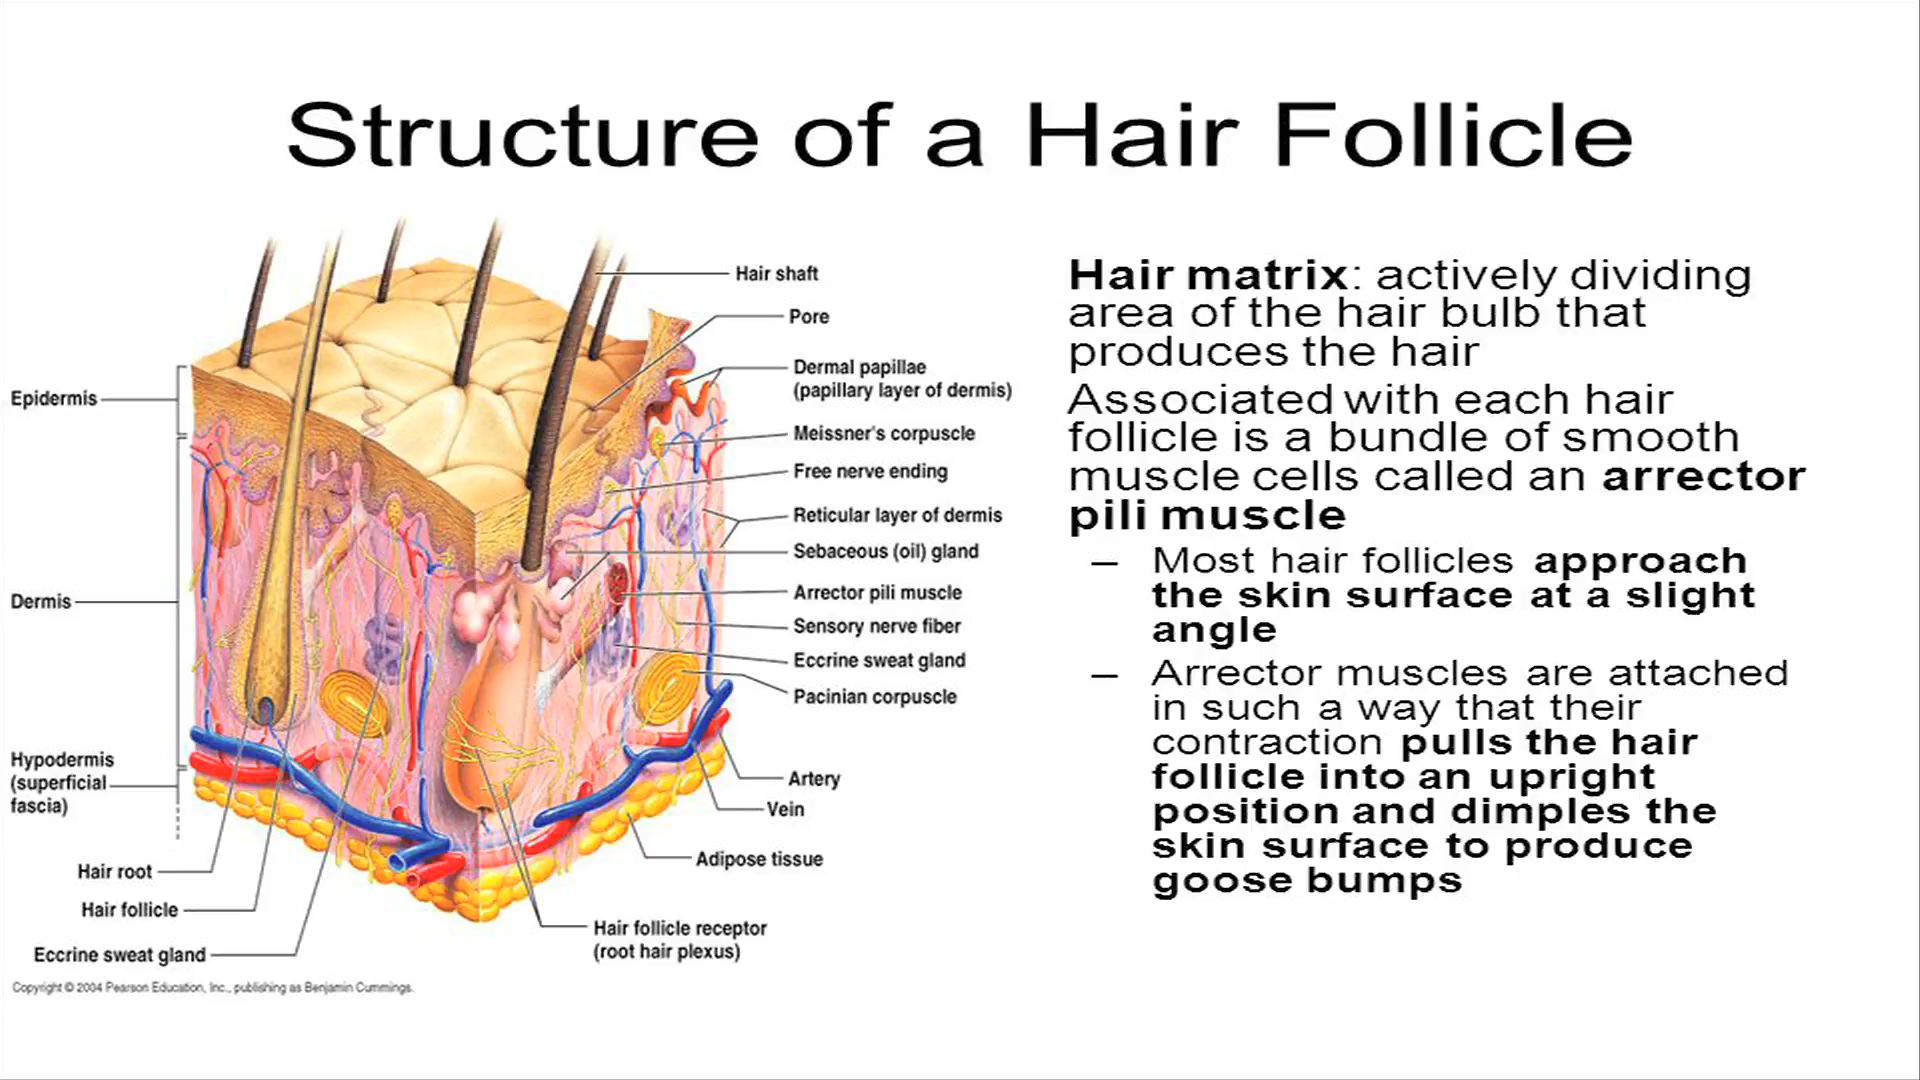 Structure of a Hair Follicle
Hair shaft
Pore
Dermal papillae
(papillary layer of dermis)
Meissner's corpuscle
Free nerve ending
Reticular layer of dermis
Sebaceous (oil) gland
Arrector pili muscle
Sensory nerve fiber
Eccrine sweat gland
Pacinian corpuscle
Artery
Vein
Adipose tissue
Hair follicle receptor
(root hair plexus)
Epidermis
Dermis
Hypodermis
(superficial
fascia)
Hair root
Hair follicle
Eccrine sweat gland
Copyright © 2004 Pearson Education, Inc., publishing as Benjamin Cummings.
Hair matrix: actively dividing
area of the hair bulb that
produces the hair
Associated with each hair
follicle is a bundle of smooth
muscle cells called an arrector
pili muscle
– Most hair follicles approach
the skin surface at a slight
angle
– Arrector muscles are attached
in such a way that their
contraction pulls the hair
follicle into an upright
position and dimples the
skin surface to produce
goose bumps